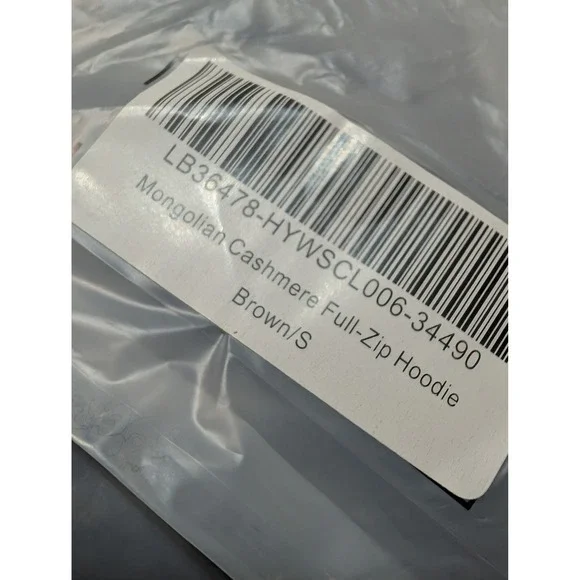 LB36478-HYWSCL006-34490
Mongolian Cashmere Full-Zip Hoodie
Brown/S